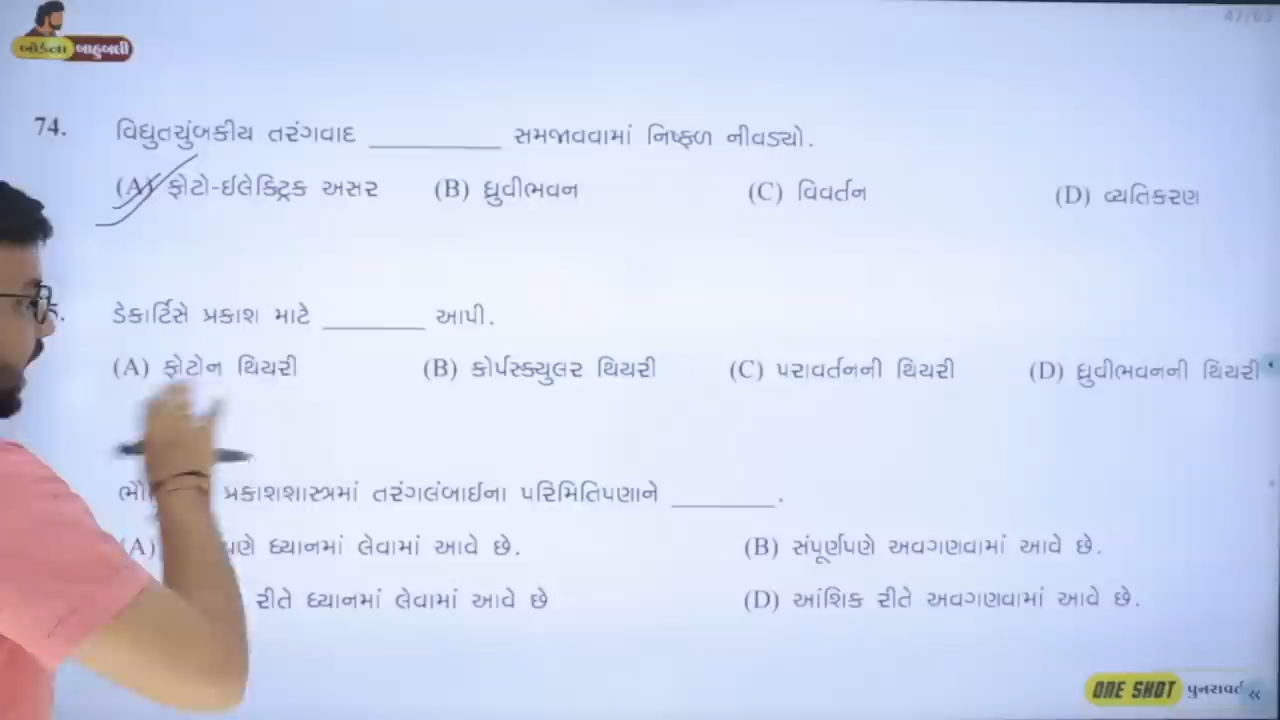 બોર્ડના બાહુબલી
47/63
74. વિદ્યુતચુંબકીય તરંગવાદ __________ સમજાવવામાં નિષ્ફળ નીવડ્યો.
(A) ફોટો-ઈલેક્ટ્રિક અસર (B) ધ્રુવીભવન (C) વિવર્તન (D) વ્યતિકરણ
ડેકાર્ટિસે પ્રકાશ માટે ________ આપી.
(A) ફોટોન થિયરી (B) કોર્પસ્ક્યુલર થિયરી (C) પરાવર્તનની થિયરી (D) ધ્રુવીભવનની થિયરી
પ્રકાશશાસ્ત્રમાં તરંગલંબાઈના પરિમિતિપણાને ________.
(A) ધ્યાનમાં લેવામાં આવે છે. (B) સંપૂર્ણપણે અવગણવામાં આવે છે.
રીતે ધ્યાનમાં લેવામાં આવે છે (D) આંશિક રીતે અવગણવામાં આવે છે.
ONE SHOT